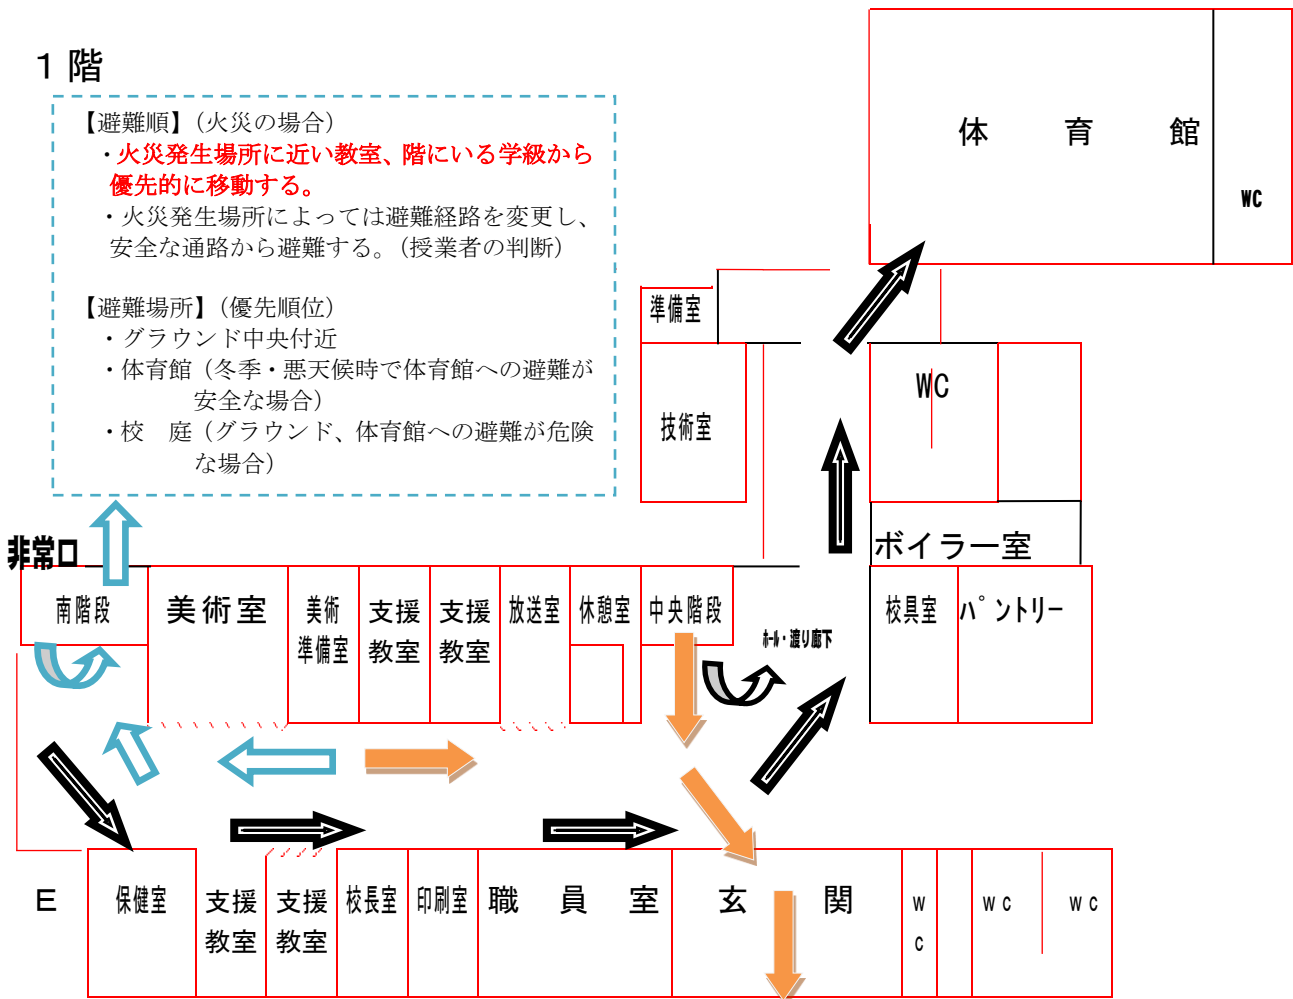 １階
【避難順】（火災の場合）
・火災発生場所に近い教室、階にいる学級から
優先的に移動する。
・火災発生場所によっては避難経路を変更し、
安全な通路から避難する。（授業者の判断）
【避難場所】（優先順位）
・グラウンド中央付近
・体育館（冬季・悪天候時で体育館への避難が
安全な場合）
・校　庭（グラウンド、体育館への避難が危険
な場合）
体　育　館
WC
準備室
技術室
WC
ボイラー室
非常口
南階段
美術室
美術
準備室
支援
教室
支援
教室
放送室
休憩室
中央階段
ﾎｰﾙ・渡り廊下
校具室
パントリー
E
保健室
支援
教室
支援
教室
校長室
印刷室
職　員　室
玄　関
W
C
WC
WC